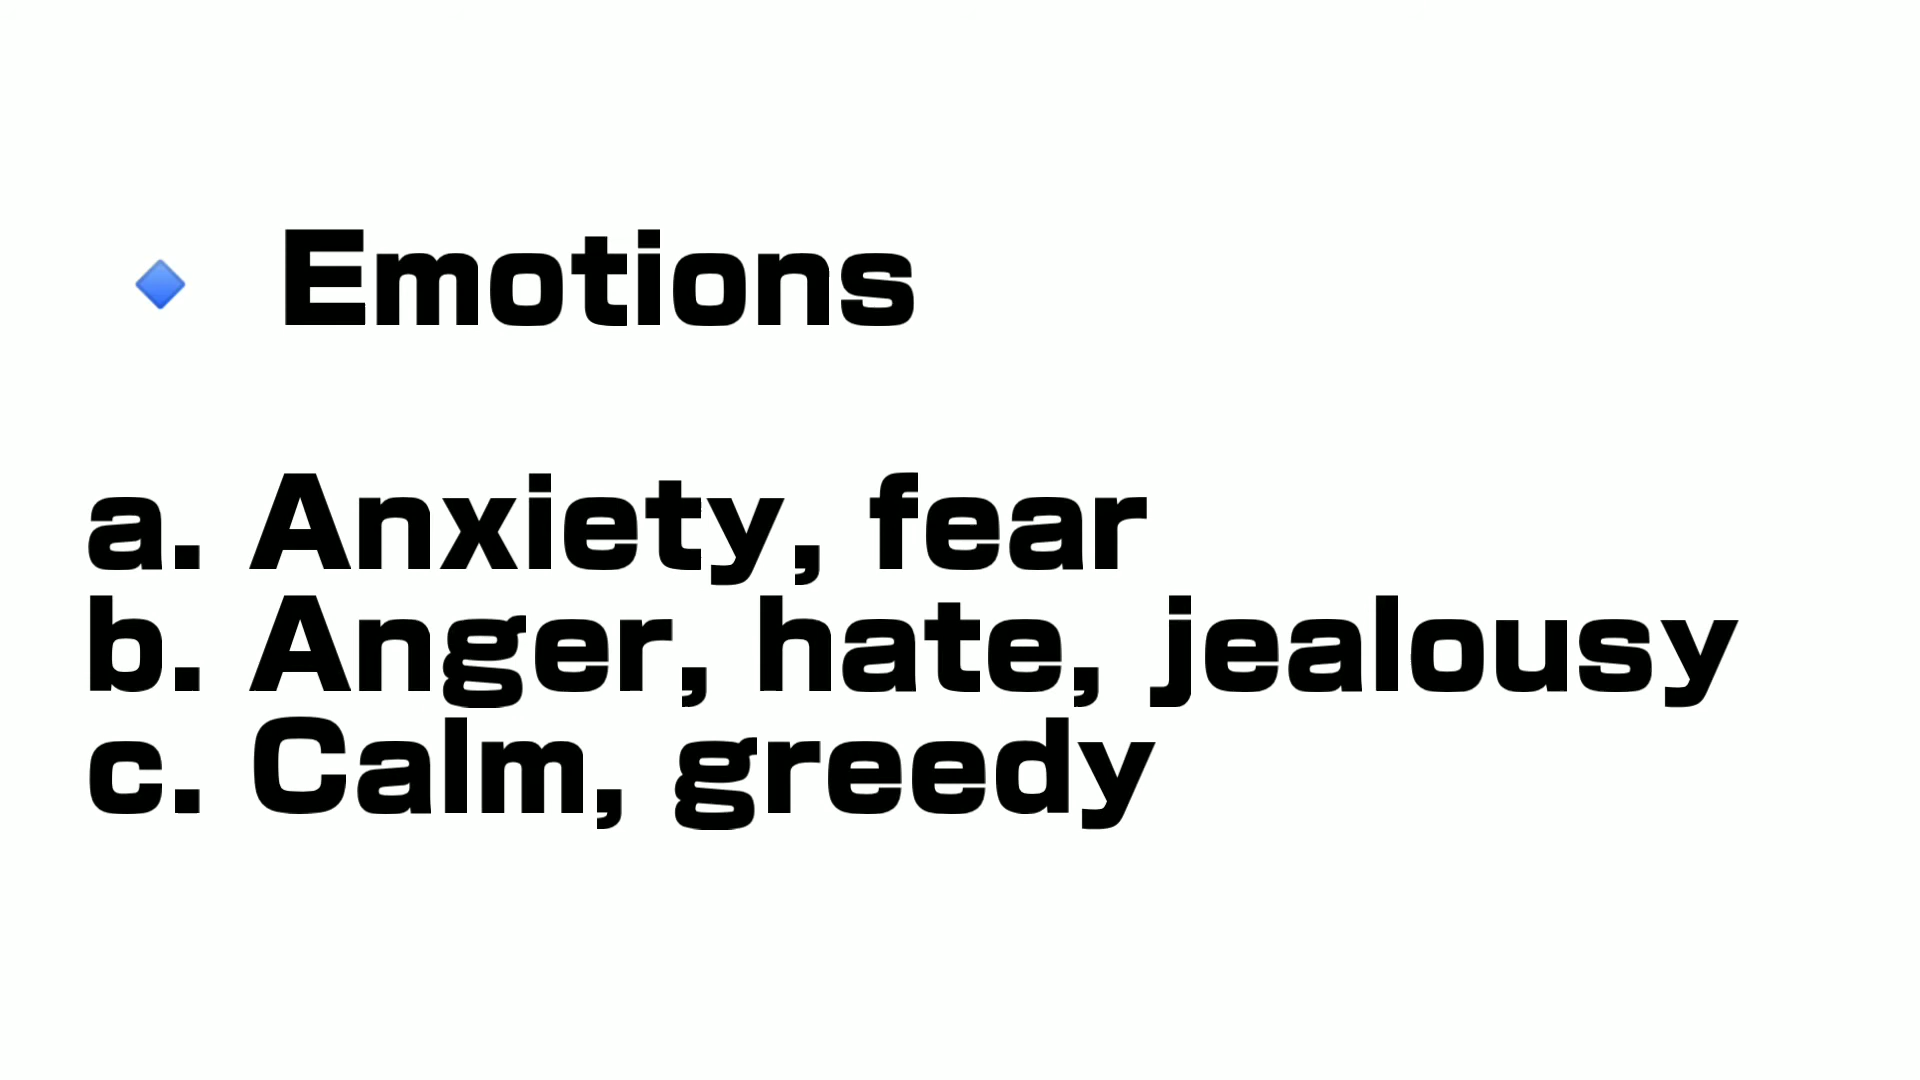 🔹 Emotions
a. Anxiety, fear
b. Anger, hate, jealousy
c. Calm, greedy